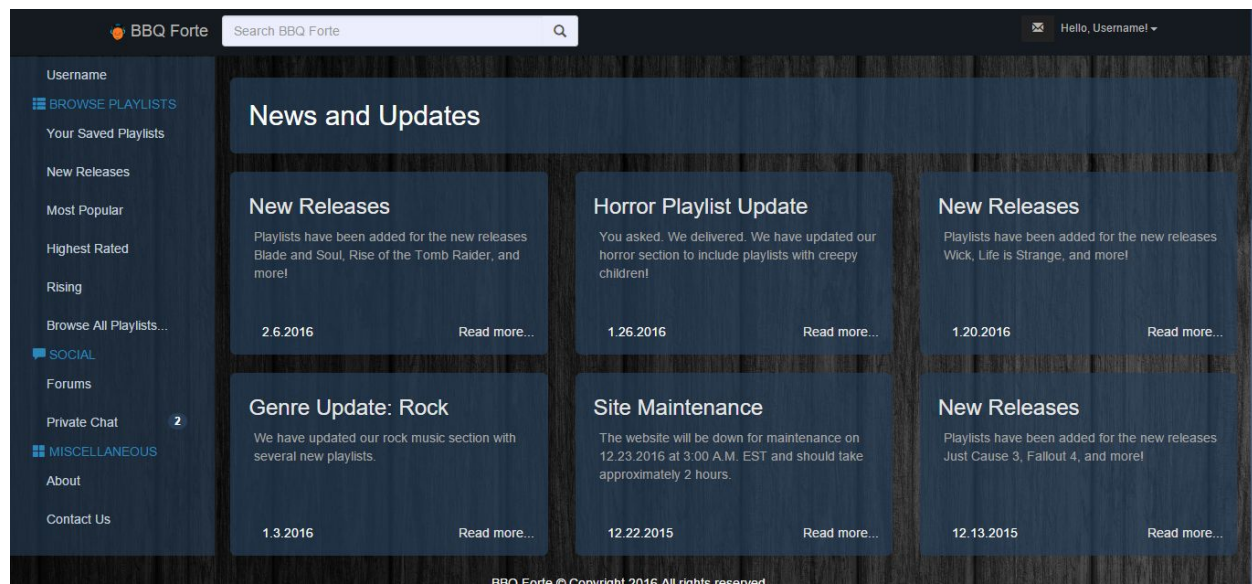 BBQ Forte
Search BBQ Forte
Hello, Username!
Username
BROWSE PLAYLISTS
Your Saved Playlists
New Releases
Most Popular
Highest Rated
Rising
Browse All Playlists...
SOCIAL
Forums
Private Chat 2
MISCELLANEOUS
About
Contact Us
News and Updates
New Releases
Playlists have been added for the new releases
Blade and Soul, Rise of the Tomb Raider, and
more!
2.6.2016 Read more...
Horror Playlist Update
You asked. We delivered. We have updated our
horror section to include playlists with creepy
children!
1.26.2016 Read more...
New Releases
Playlists have been added for the new releases
Wick, Life is Strange, and more!
1.20.2016 Read more...
Genre Update: Rock
We have updated our rock music section with
several new playlists.
1.3.2016 Read more...
Site Maintenance
The website will be down for maintenance on
12.23.2016 at 3:00 A.M. EST and should take
approximately 2 hours.
12.22.2015 Read more...
New Releases
Playlists have been added for the new releases
Just Cause 3, Fallout 4, and more!
12.13.2015 Read more...
BBQ Forte © Copyright 2016 All rights reserved